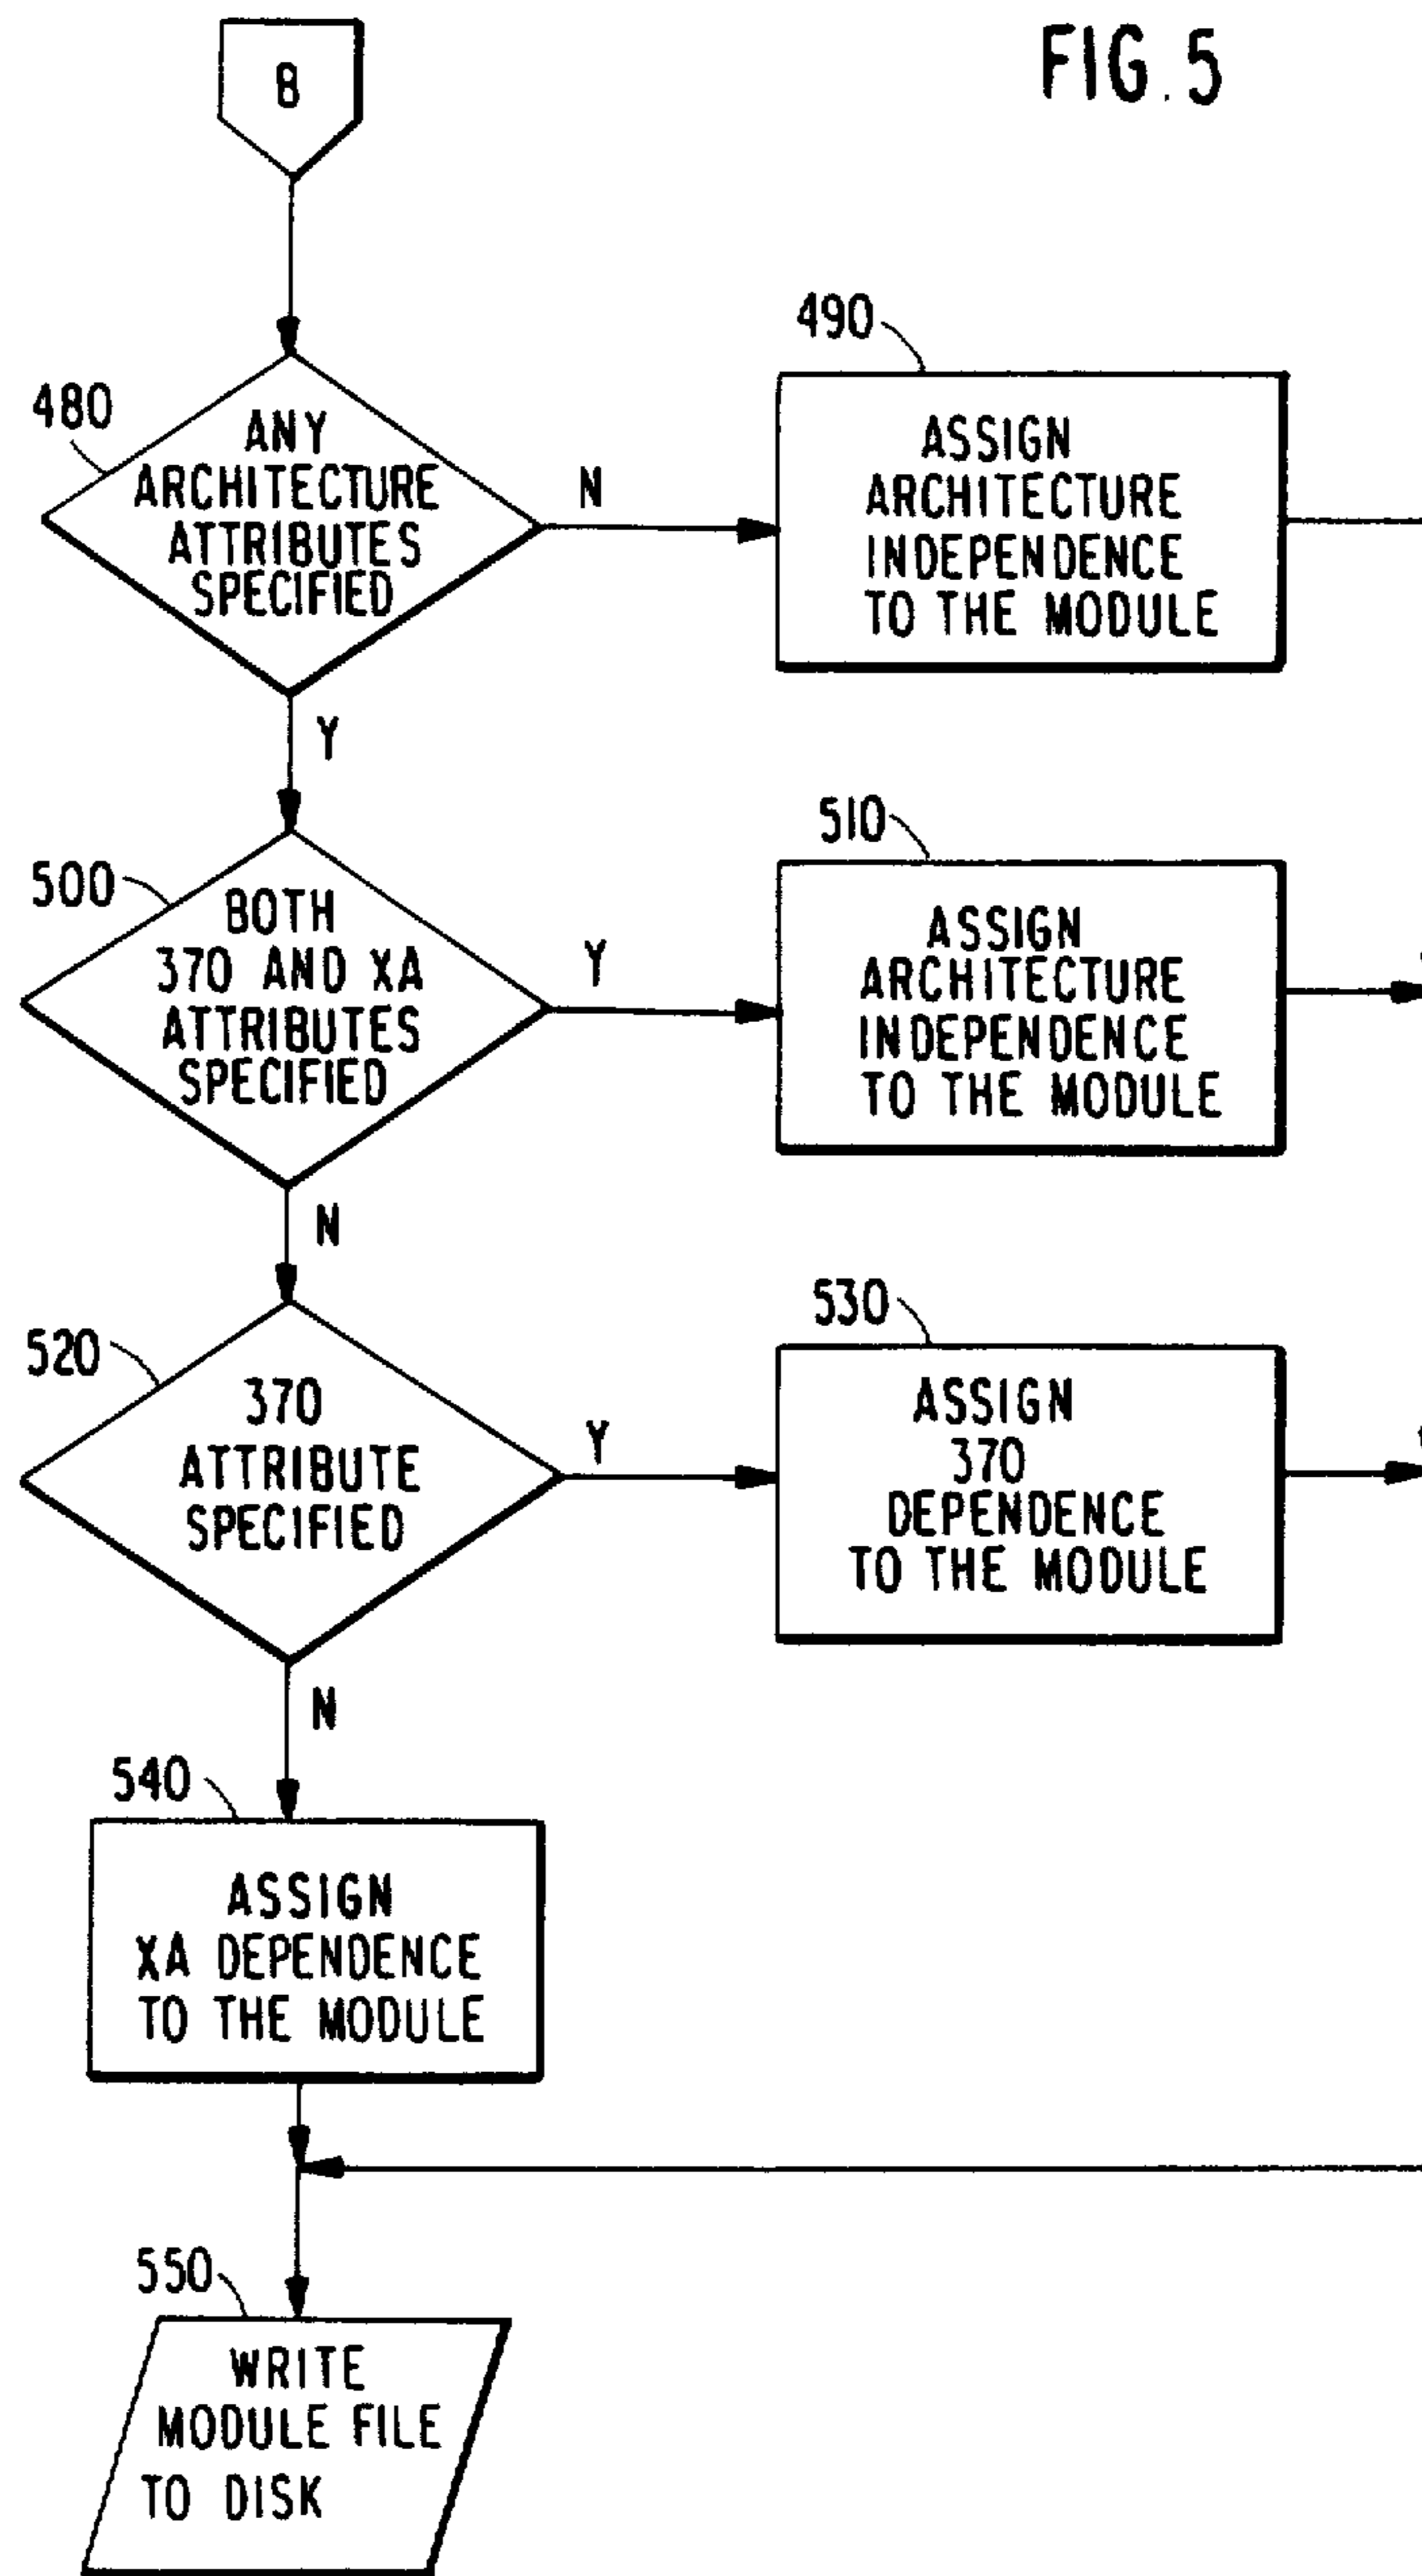 FIG. 5
B
480
ANY
ARCHITECTURE
ATTRIBUTES
SPECIFIED
N
490
ASSIGN
ARCHITECTURE
INDEPENDENCE
TO THE MODULE
Y
500
BOTH
370 AND XA
ATTRIBUTES
SPECIFIED
Y
510
ASSIGN
ARCHITECTURE
INDEPENDENCE
TO THE MODULE
N
520
370
ATTRIBUTE
SPECIFIED
Y
530
ASSIGN
370
DEPENDENCE
TO THE MODULE
N
540
ASSIGN
XA DEPENDENCE
TO THE MODULE
550
WRITE
MODULE FILE
TO DISK